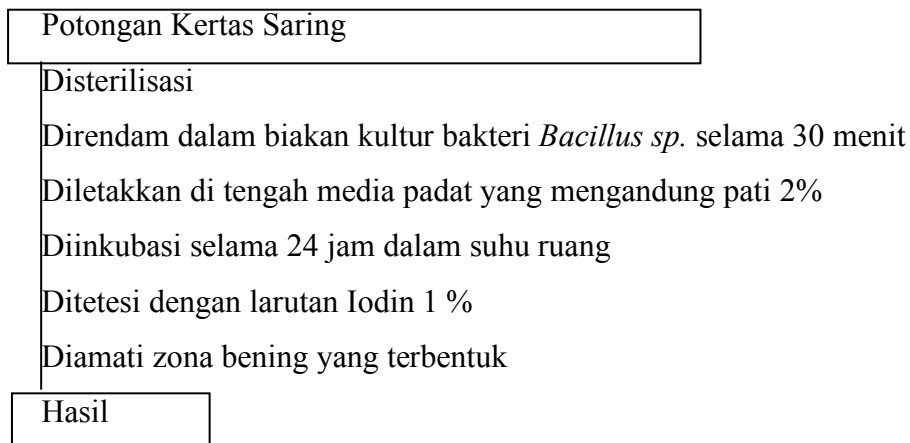 Potongan Kertas Saring
Disterilisasi
Direndam dalam biakan kultur bakteri Bacillus sp. selama 30 menit
Diletakkan di tengah media padat yang mengandung pati 2%
Diinkubasi selama 24 jam dalam suhu ruang
Ditetesi dengan larutan Iodin 1 %
Diamati zona bening yang terbentuk
Hasil